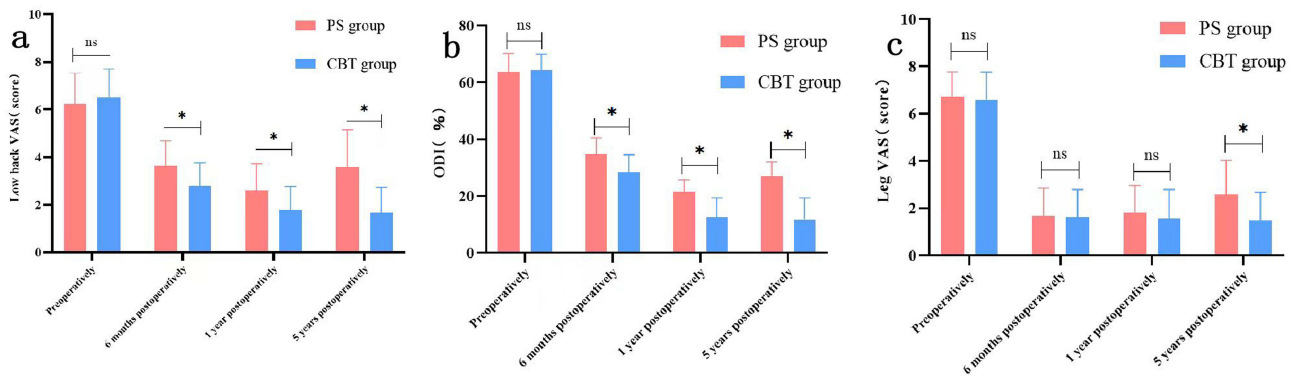 a
Low back VAS( score)
10
8
6
4
2
0
ns
*
*
*
PS group
CBT group
Preoperatively
6 months postoperatively
1 year postoperatively
5 years postoperatively
b
ODI( %)
80
60
40
20
0
ns
*
*
*
PS group
CBT group
Preoperatively
6 months postoperatively
1 year postoperatively
5 years postoperatively
c
Leg VAS( score)
10
8
6
4
2
0
ns
ns
ns
*
PS group
CBT group
Preoperatively
6 months postoperatively
1 year postoperatively
5 years postoperatively